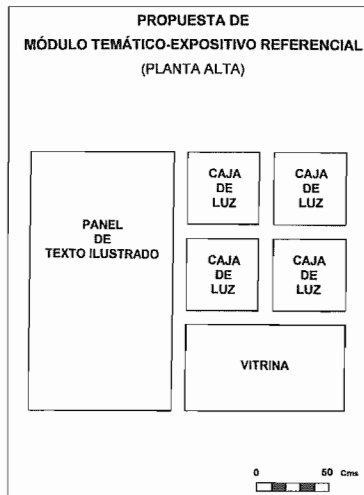 PROPUESTA DE
MÓDULO TEMÁTICO-EXPOSITIVO REFERENCIAL
(PLANTA ALTA)
PANEL
DE
TEXTO ILUSTRADO
CAJA
DE
LUZ
CAJA
DE
LUZ
CAJA
DE
LUZ
CAJA
DE
LUZ
VITRINA
0 50 Cms